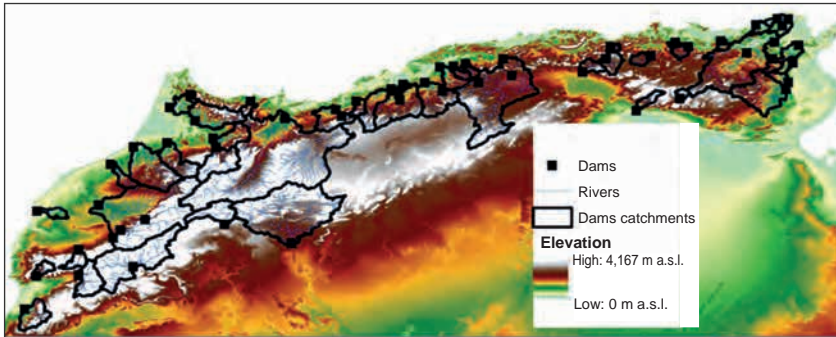 Dams
Rivers
Dams catchments
Elevation
High: 4,167 m a.s.l.
Low: 0 m a.s.l.